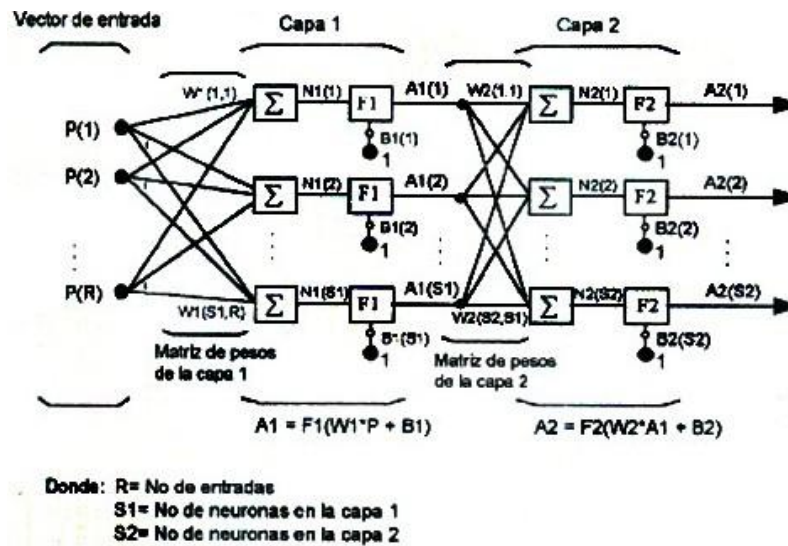 Vector de entrada
Capa 1
Capa 2
W*(1,1) N1(1) F1 A1(1) W2(1,1) N2(1) F2 A2(1)
Σ Σ
P(1) B1(1) B2(1)
1 1
P(2) N1(2) F1 A1(2) N2(2) F2 A2(2)
Σ Σ
B1(2) B2(2)
1 1
P(R) N1(S1) F1 A1(S1) N2(S2) F2 A2(S2)
Σ Σ
W1(S1,R) W2(S2,B1)
B1(S1) B2(S2)
1 1
Matriz de pesos
de la capa 1
Matriz de pesos
de la capa 2
A1 = F1(W1*P + B1)
A2 = F2(W2*A1 + B2)
Donde: R= No de entradas
S1= No de neuronas en la capa 1
S2= No de neuronas en la capa 2